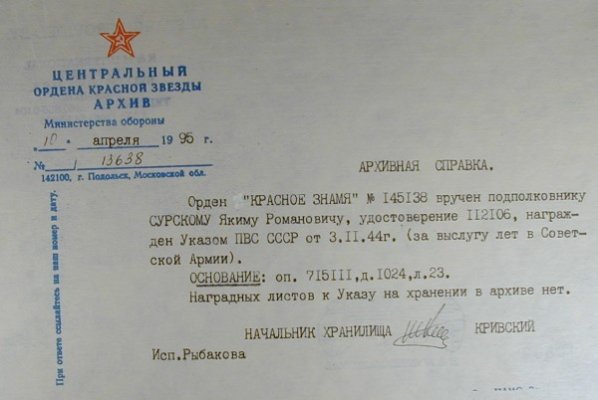 ЦЕНТРАЛЬНЫЙ
ОРДЕНА КРАСНОЙ ЗВЕЗДЫ
АРХИВ
Министерства обороны
"10" апреля 1995 г.
№ 1/13638
142100, г. Подольск, Московской обл.
При ответе ссылайтесь на наш номер и дату.
АРХИВНАЯ СПРАВКА.
Орден "КРАСНОЕ ЗНАМЯ" № 145138 вручен подполковнику
СУРСКОМУ Якиму Романовичу, удостоверение 112106, награж-
ден Указом ПВС СССР от 3.11.44г. (за выслугу лет в Совет-
ской Армии).
ОСНОВАНИЕ: оп. 715111,д.1024,л.23.
Наградных листов к Указу на хранении в архиве нет.
НАЧАЛЬНИК ХРАНИЛИЩА КРИВСКИЙ
Исп.Рыбакова